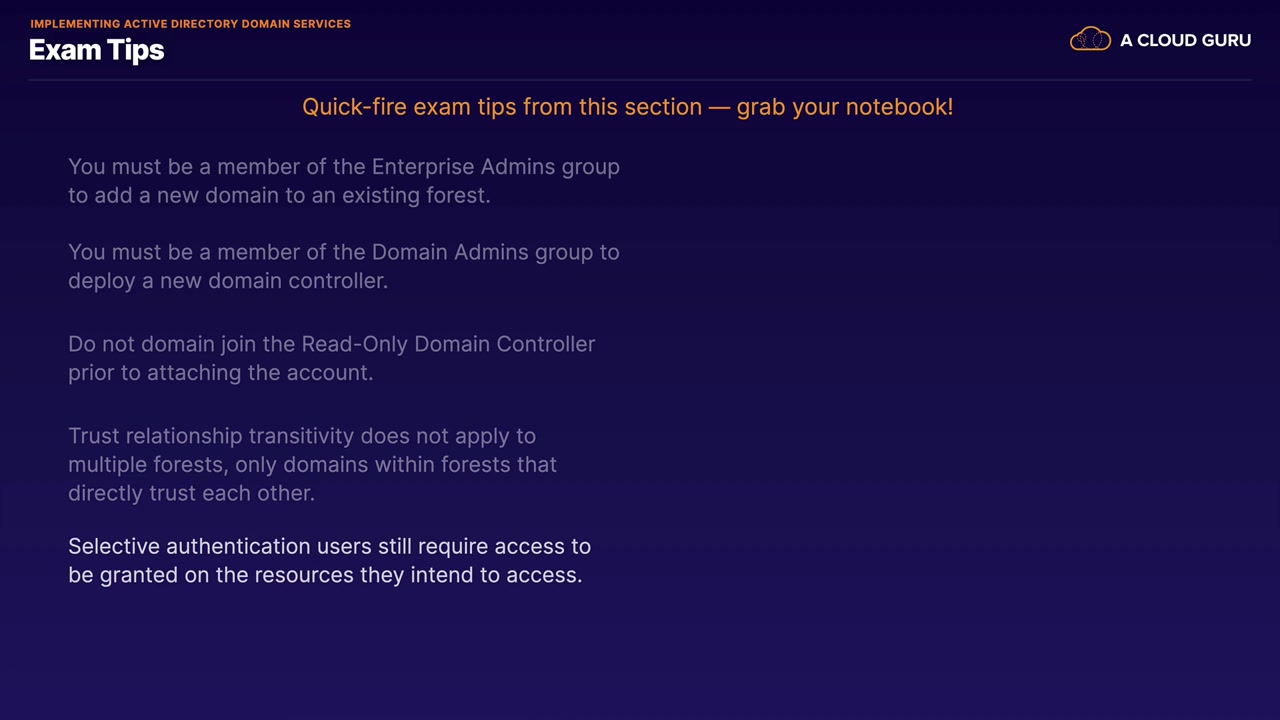 IMPLEMENTING ACTIVE DIRECTORY DOMAIN SERVICES
Exam Tips
A CLOUD GURU
Quick-fire exam tips from this section — grab your notebook!
You must be a member of the Enterprise Admins group
to add a new domain to an existing forest.
You must be a member of the Domain Admins group to
deploy a new domain controller.
Do not domain join the Read-Only Domain Controller
prior to attaching the account.
Trust relationship transitivity does not apply to
multiple forests, only domains within forests that
directly trust each other.
Selective authentication users still require access to
be granted on the resources they intend to access.